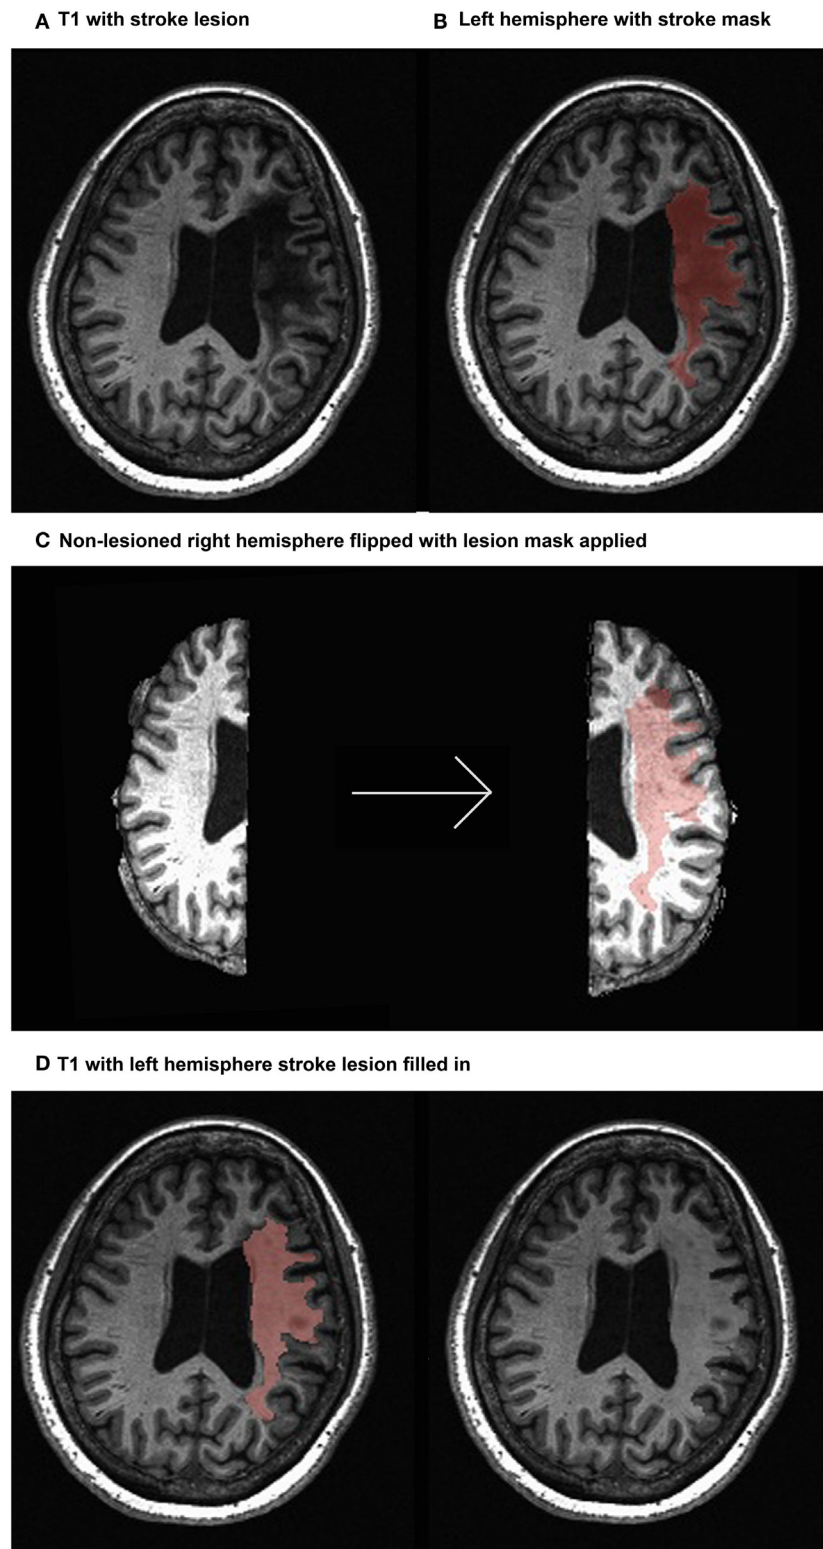 A T1 with stroke lesion
B Left hemisphere with stroke mask
C Non-lesioned right hemisphere flipped with lesion mask applied
D T1 with left hemisphere stroke lesion filled in